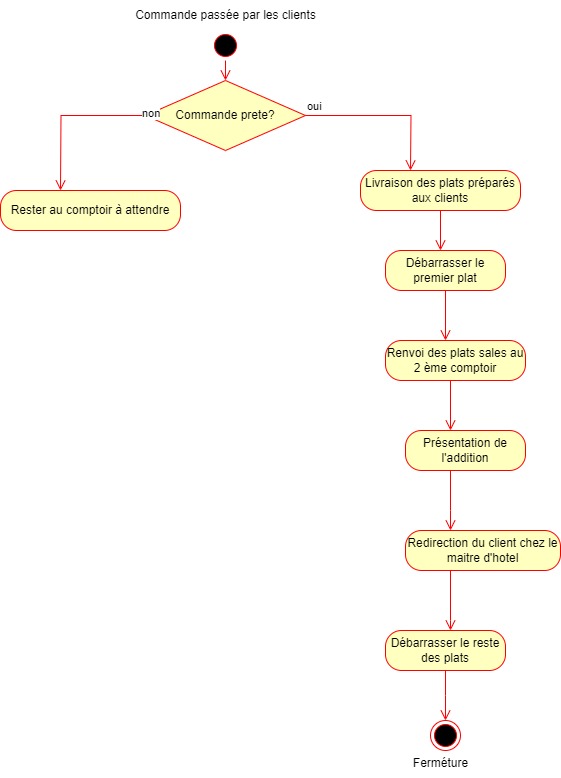 Commande passée par les clients
non
Commande prete?
oui
Rester au comptoir à attendre
Livraison des plats préparés
aux clients
Débarrasser le
premier plat
Renvoi des plats sales au
2 ème comptoir
Présentation de
l'addition
Redirection du client chez le
maitre d'hotel
Débarrasser le reste
des plats
Ferméture